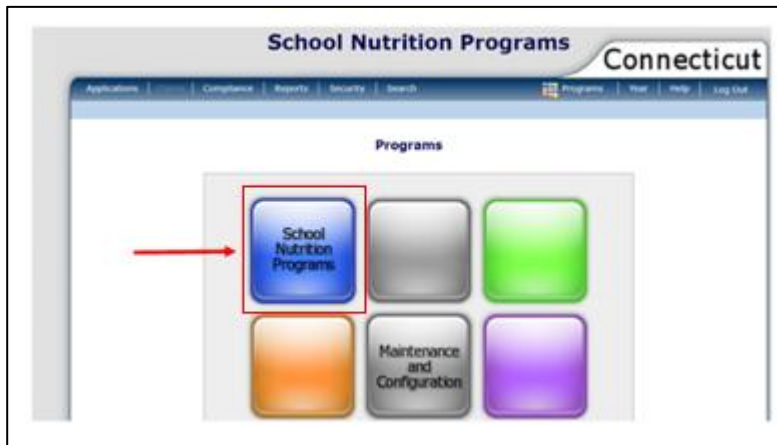 School Nutrition Programs
Connecticut
Applications | | Compliance | Reports | Security | Search Programs | Year | Help | Log Out
Programs
School
Nutrition
Programs
Maintenance
and
Configuration